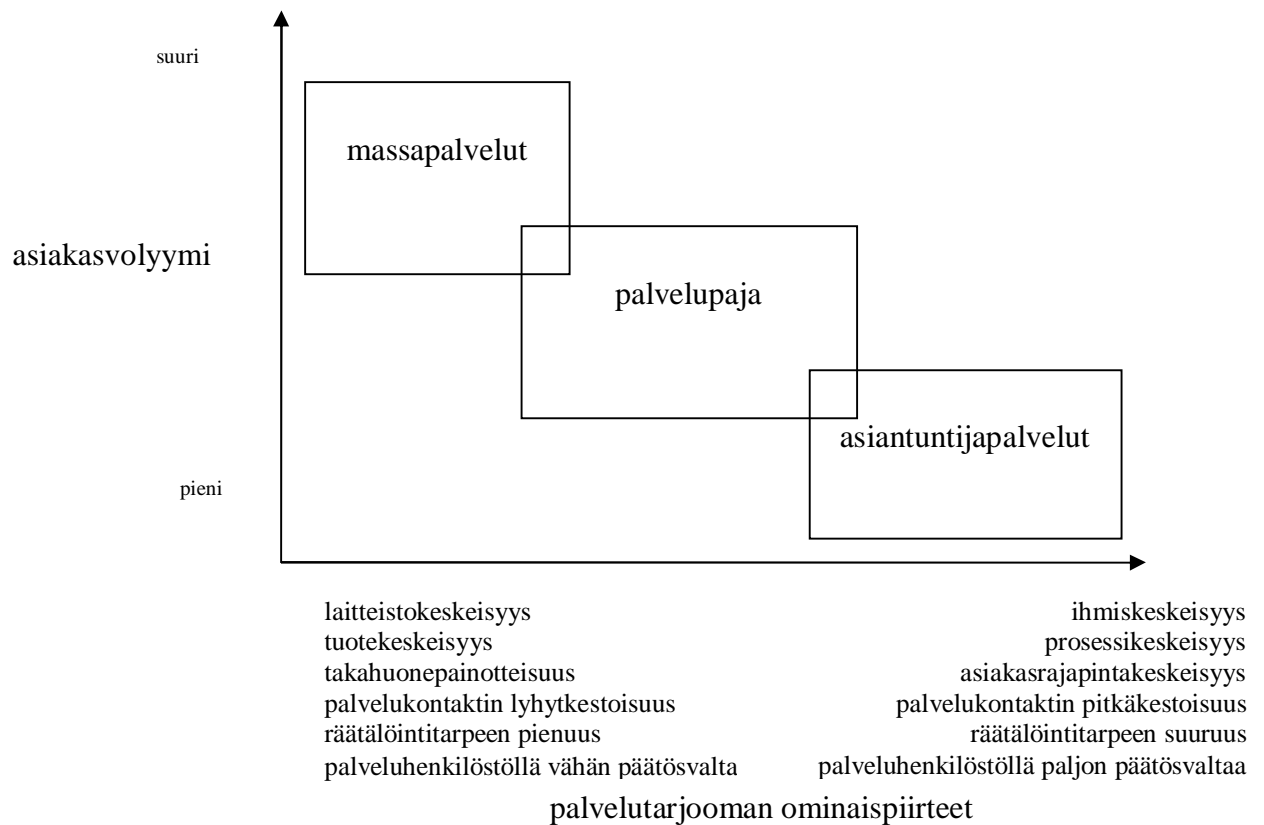 suuri
massapalvelut
asiakasvolyymi
palvelupaja
asiantuntijapalvelut
pieni
laitteistokeskeisyys
tuotekeskeisyys
takahuonepainotteisuus
palvelukontaktin lyhytkestoisuus
räätälöintitarpeen pienuus
palveluhenkilöstöllä vähän päätösvalta
ihmiskeskeisyys
prosessikeskeisyys
asiakasrajapintakeskeisyys
palvelukontaktin pitkäkestoisuus
räätälöintitarpeen suuruus
palveluhenkilöstöllä paljon päätösvaltaa
palvelutarjooman ominaispiirteet